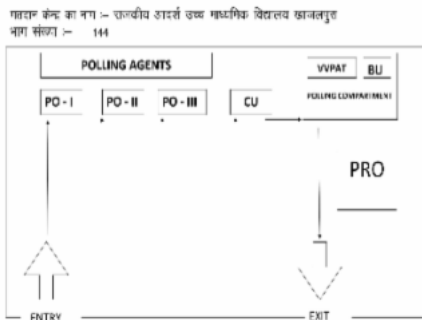 मतदान केन्द्र का नाम :- राजकीय आदर्श उच्च माध्यमिक विद्यालय खाजलपुरा
भाग संख्या :- 144
POLLING AGENTS
VVPAT BU
POLLING COMPARTMENT
PO - I PO - II PO - III CU
PRO
ENTRY EXIT